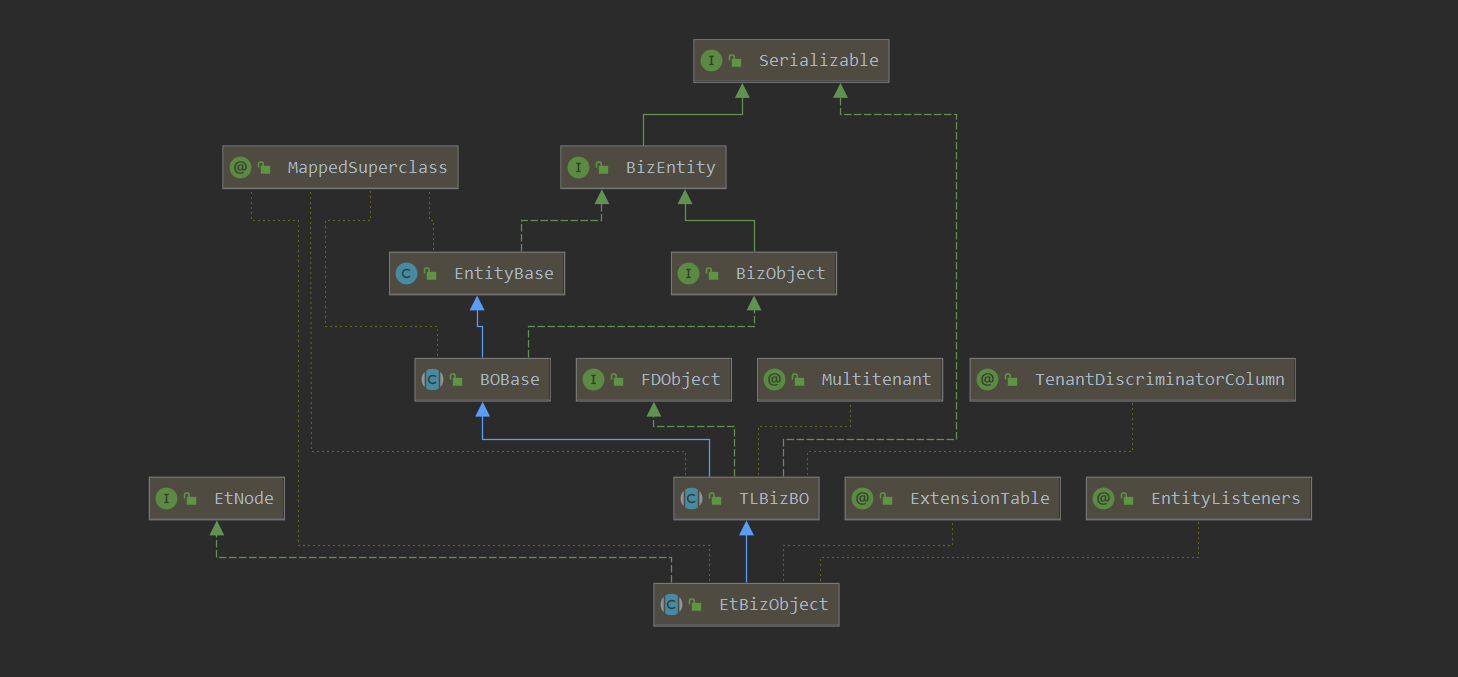 Serializable
MappedSuperclass
BizEntity
EntityBase
BizObject
BOBase
FDObject
Multitenant
TenantDiscriminatorColumn
EtNode
TLBizBO
ExtensionTable
EntityListeners
EtBizObject